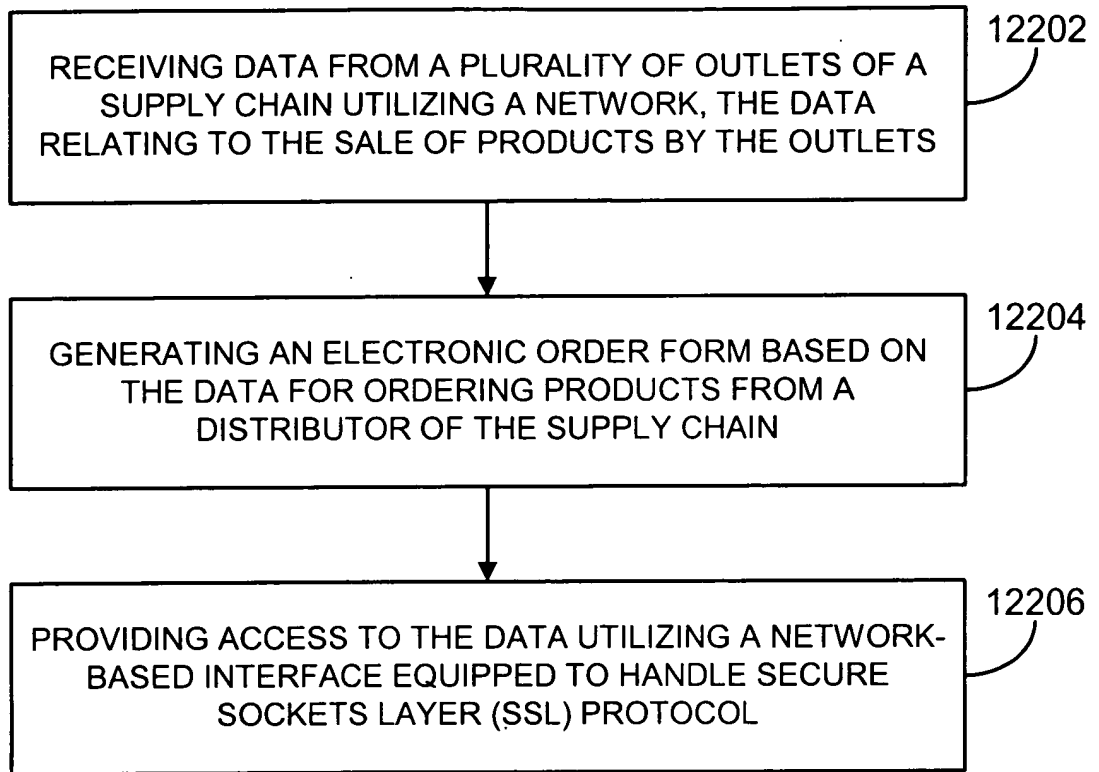 12202
RECEIVING DATA FROM A PLURALITY OF OUTLETS OF A
SUPPLY CHAIN UTILIZING A NETWORK, THE DATA
RELATING TO THE SALE OF PRODUCTS BY THE OUTLETS
12204
GENERATING AN ELECTRONIC ORDER FORM BASED ON
THE DATA FOR ORDERING PRODUCTS FROM A
DISTRIBUTOR OF THE SUPPLY CHAIN
12206
PROVIDING ACCESS TO THE DATA UTILIZING A NETWORK-
BASED INTERFACE EQUIPPED TO HANDLE SECURE
SOCKETS LAYER (SSL) PROTOCOL